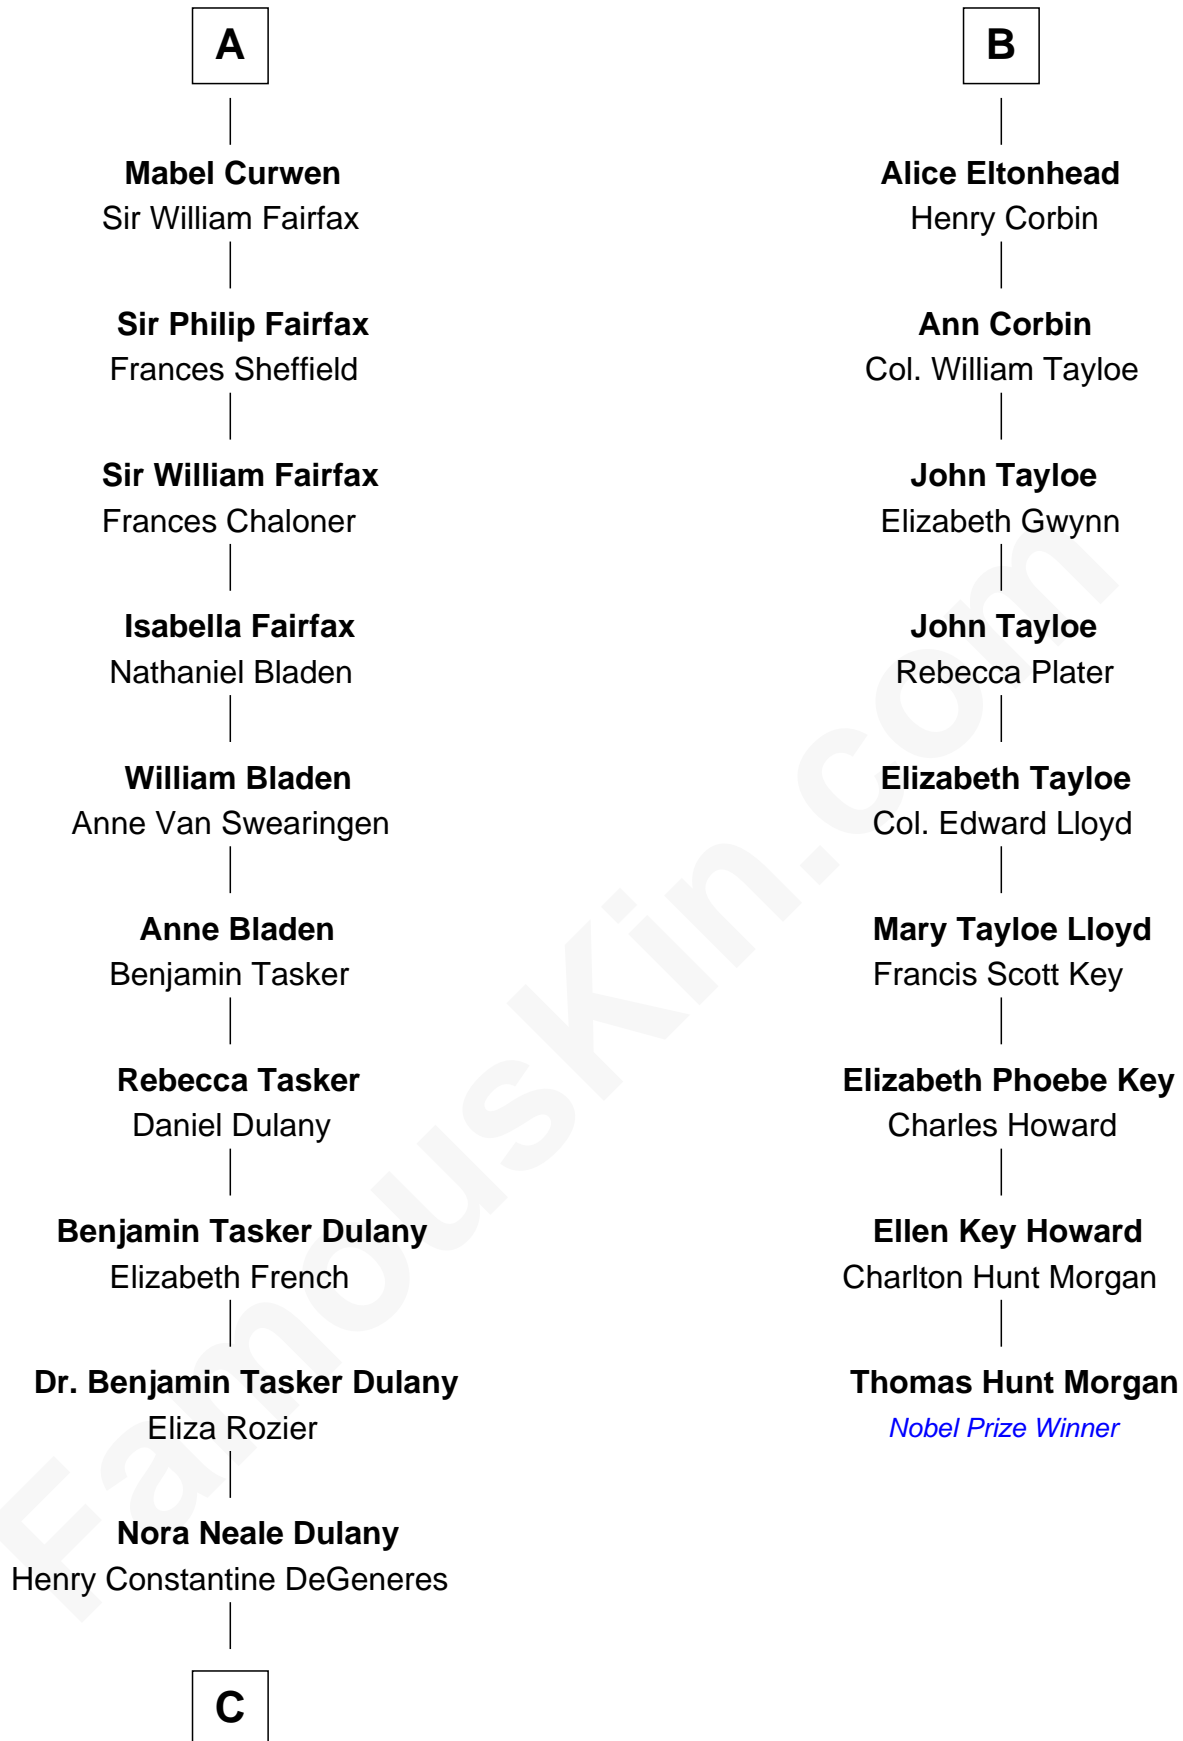 A
Mabel Curwen
Sir William Fairfax
Sir Philip Fairfax
Frances Sheffield
Sir William Fairfax
Frances Chaloner
Isabella Fairfax
Nathaniel Bladen
William Bladen
Anne Van Swearingen
Anne Bladen
Benjamin Tasker
Rebecca Tasker
Daniel Dulany
Benjamin Tasker Dulany
Elizabeth French
Dr. Benjamin Tasker Dulany
Eliza Rozier
Nora Neale Dulany
Henry Constantine DeGeneres
C
B
Alice Eltonhead
Henry Corbin
Ann Corbin
Col. William Tayloe
John Tayloe
Elizabeth Gwynn
John Tayloe
Rebecca Plater
Elizabeth Tayloe
Col. Edward Lloyd
Mary Tayloe Lloyd
Francis Scott Key
Elizabeth Phoebe Key
Charles Howard
Ellen Key Howard
Charlton Hunt Morgan
Thomas Hunt Morgan
Nobel Prize Winner
FamousKin.com